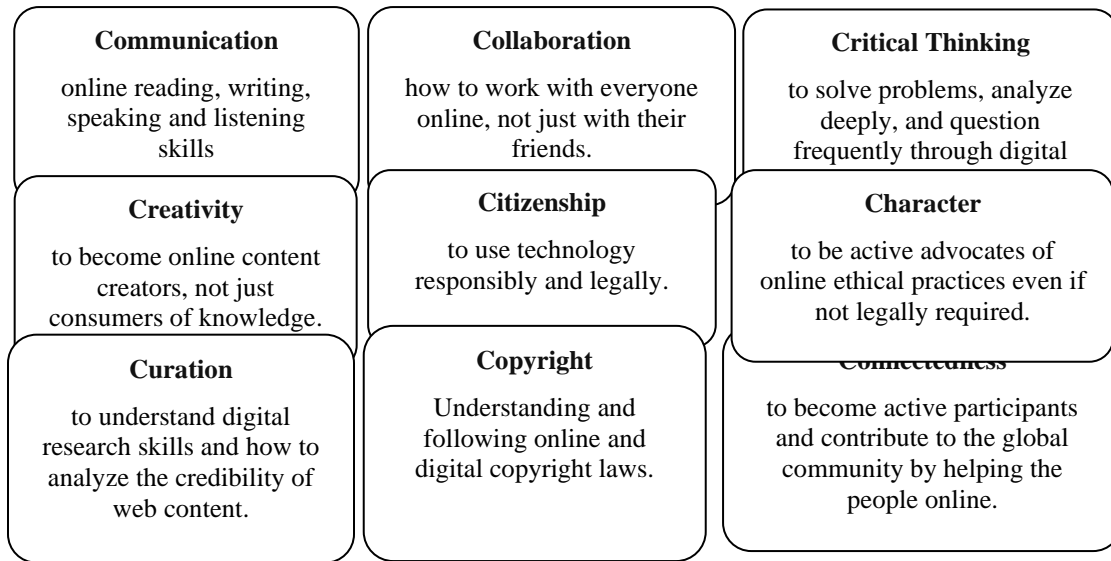 Communication
online reading, writing,
speaking and listening
skills
Collaboration
how to work with everyone
online, not just with their
friends.
Critical Thinking
to solve problems, analyze
deeply, and question
frequently through digital
Creativity
to become online content
creators, not just
consumers of knowledge.
Citizenship
to use technology
responsibly and legally.
Character
to be active advocates of
online ethical practices even if
not legally required.
Curation
to understand digital
research skills and how to
analyze the credibility of
web content.
Copyright
Understanding and
following online and
digital copyright laws.
Connectedness
to become active participants
and contribute to the global
community by helping the
people online.